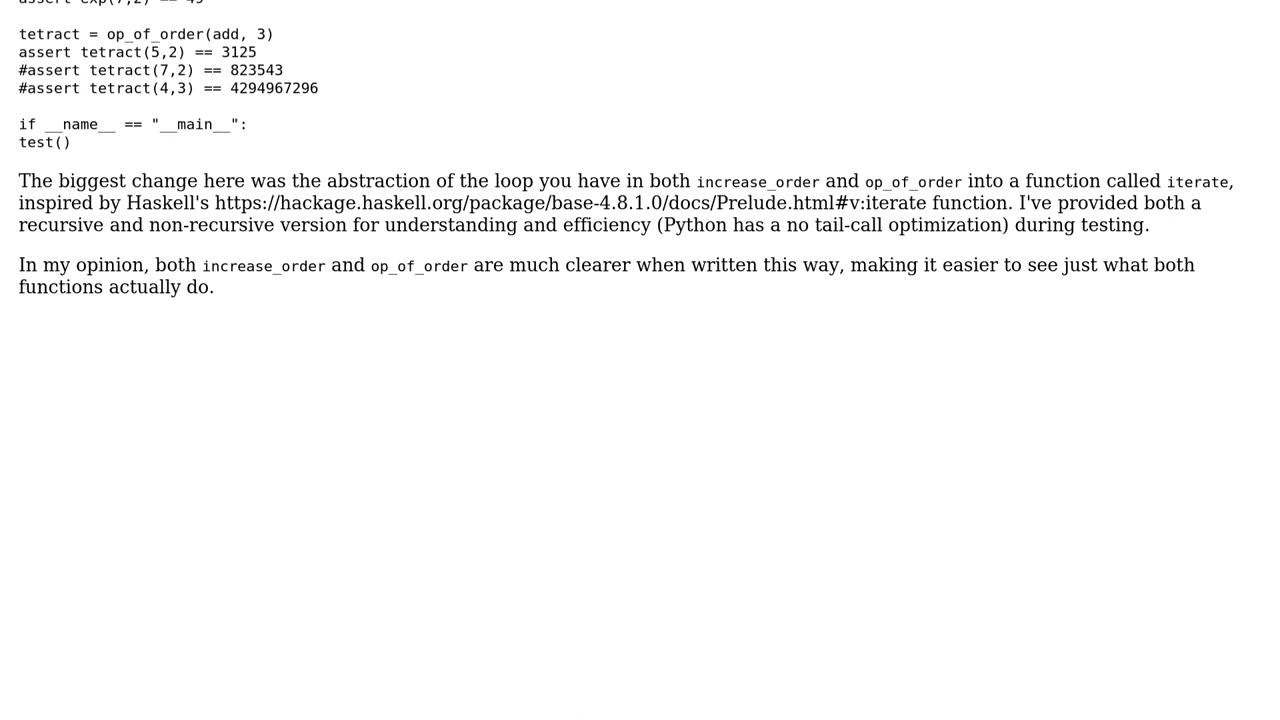 assert exp(7,2) == 49
tetract = op_of_order(add, 3)
assert tetract(5,2) == 3125
#assert tetract(7,2) == 823543
#assert tetract(4,3) == 4294967296
if __name__ == "__main__":
test()
The biggest change here was the abstraction of the loop you have in both increase_order and op_of_order into a function called iterate,
inspired by Haskell's https://hackage.haskell.org/package/base-4.8.1.0/docs/Prelude.html#v:iterate function. I've provided both a
recursive and non-recursive version for understanding and efficiency (Python has a no tail-call optimization) during testing.
In my opinion, both increase_order and op_of_order are much clearer when written this way, making it easier to see just what both
functions actually do.